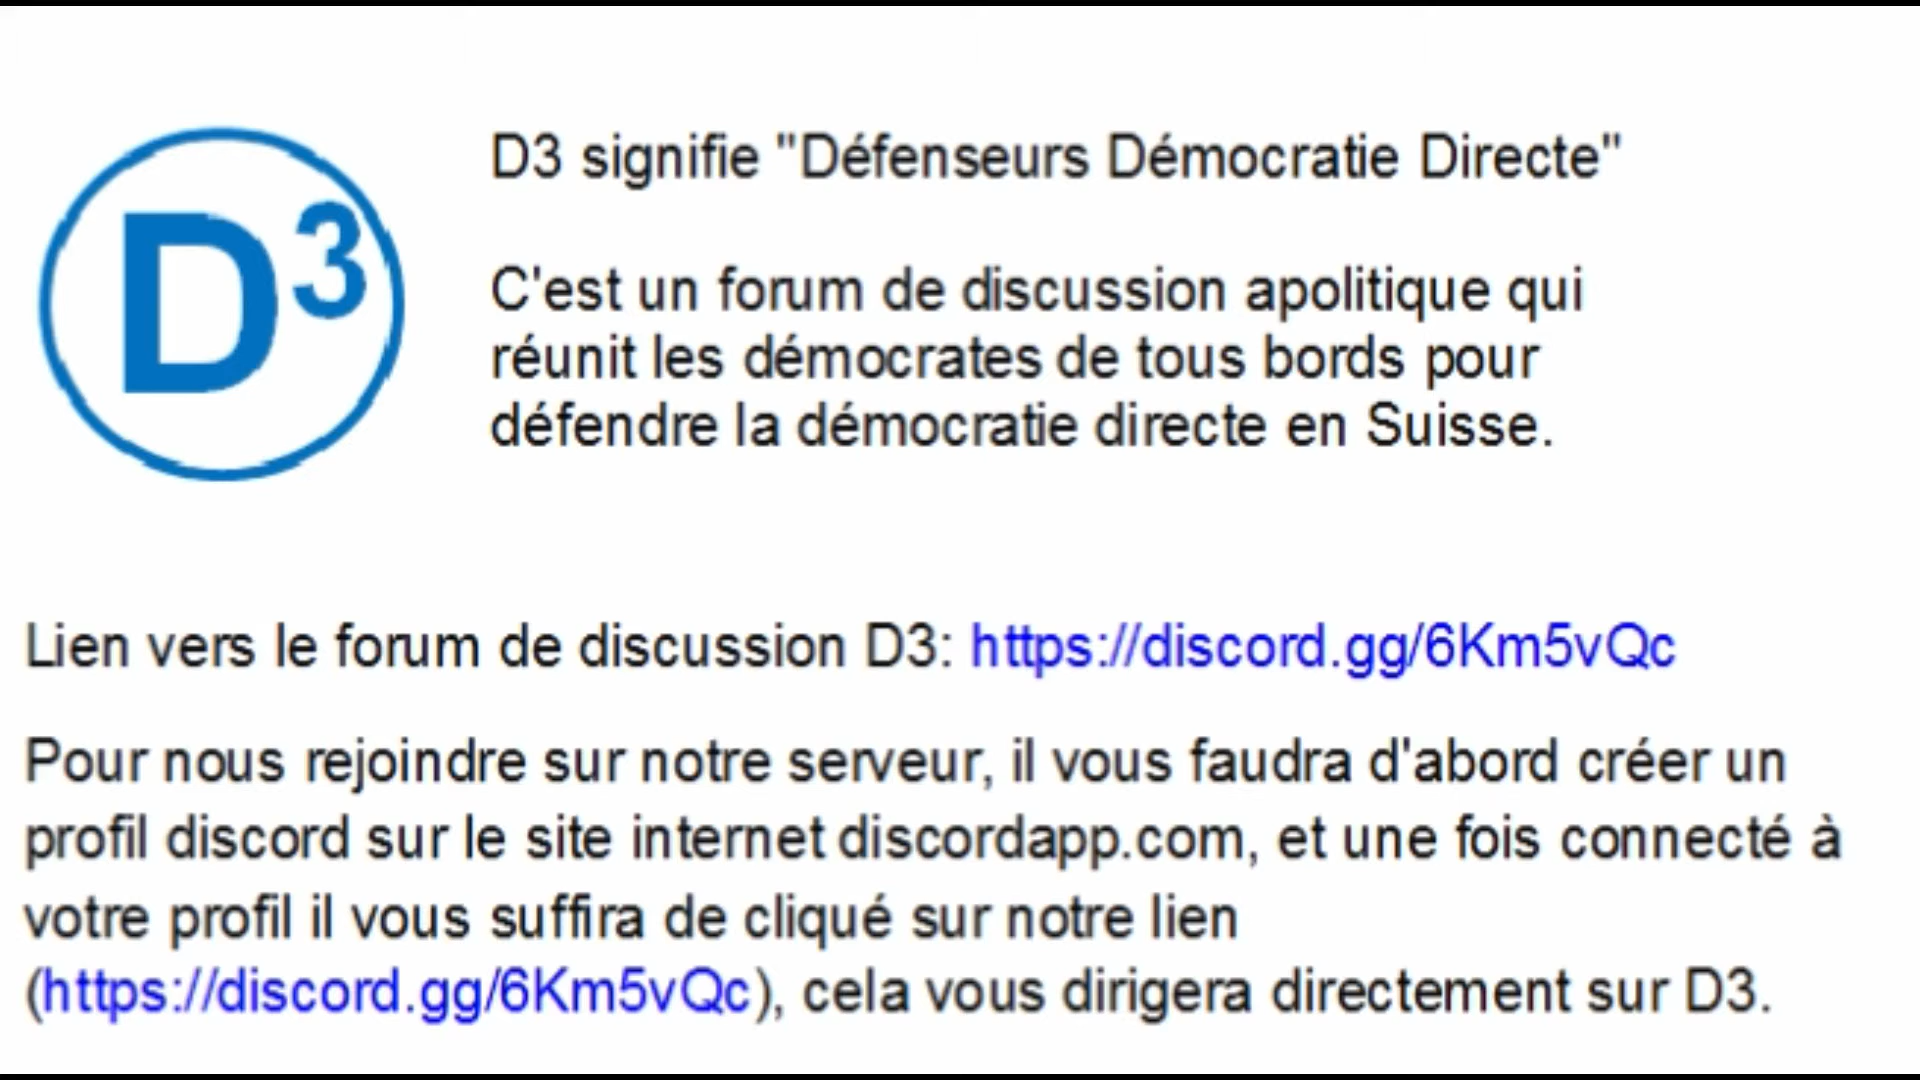 D3
D3 signifie "Défenseurs Démocratie Directe"
C'est un forum de discussion apolitique qui
réunit les démocrates de tous bords pour
défendre la démocratie directe en Suisse.
Lien vers le forum de discussion D3: https://discord.gg/6Km5vQc
Pour nous rejoindre sur notre serveur, il vous faudra d'abord créer un
profil discord sur le site internet discordapp.com, et une fois connecté à
votre profil il vous suffira de cliqué sur notre lien
(https://discord.gg/6Km5vQc), cela vous dirigera directement sur D3.